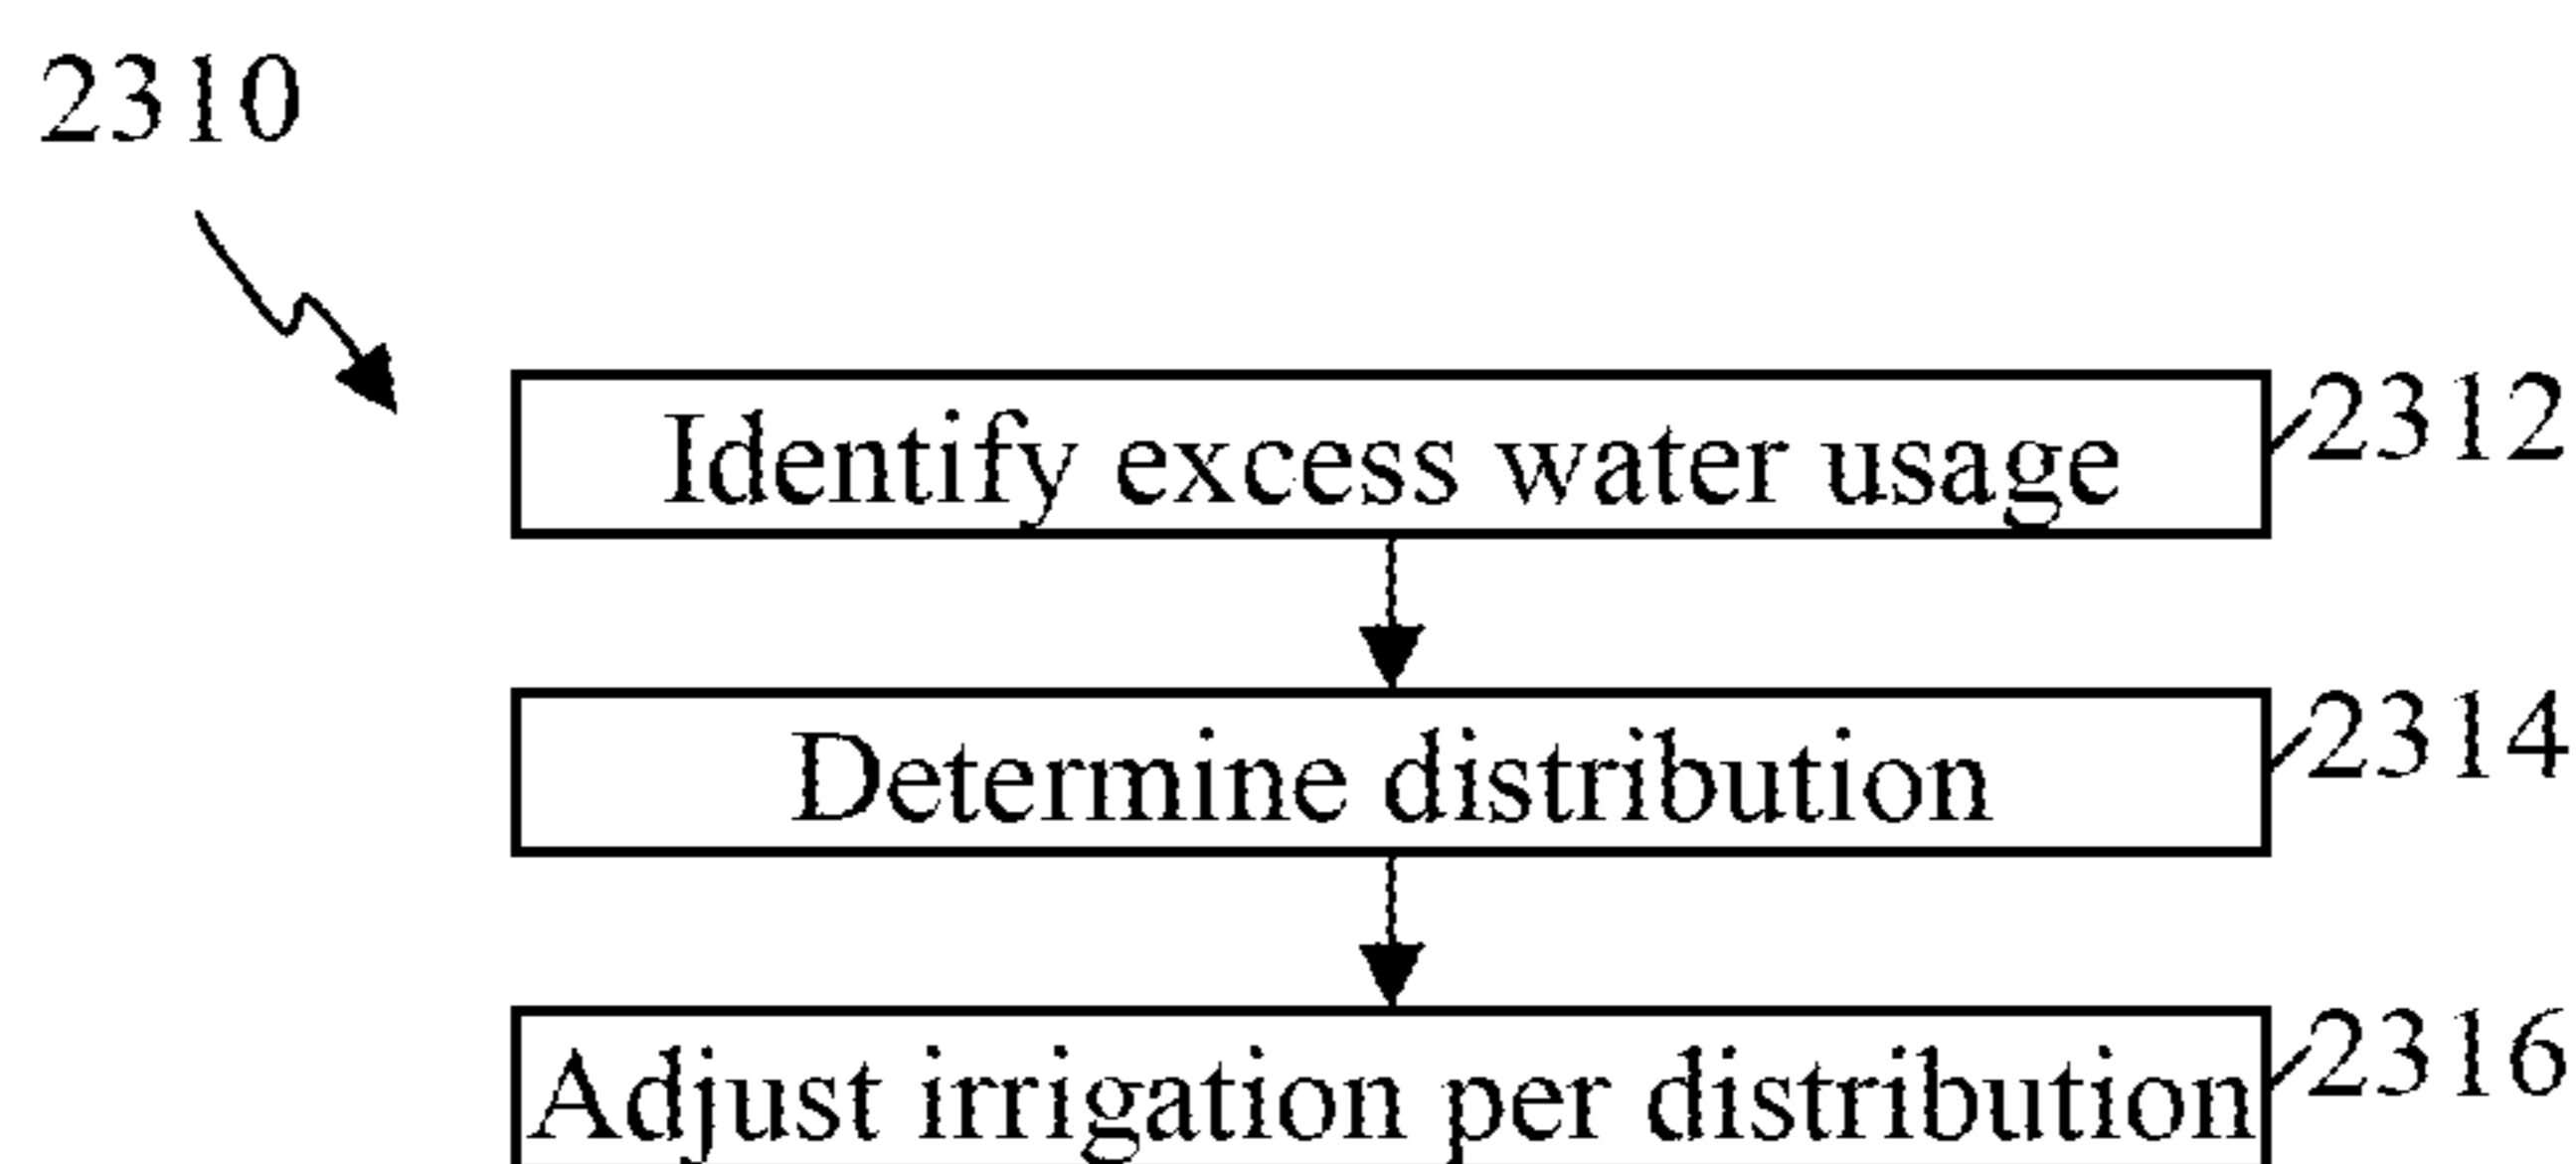 2310
Identify excess water usage 2312
Determine distribution 2314
Adjust irrigation per distribution 2316